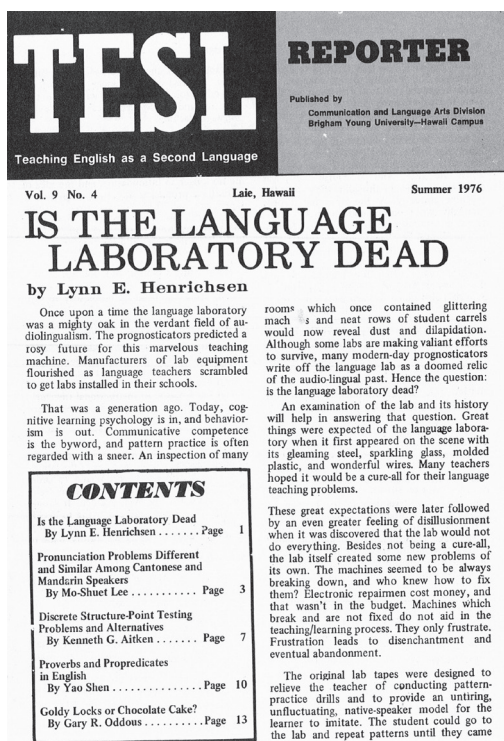 TESL
Teaching English as a Second Language
REPORTER
Published by
Communication and Language Arts Division
Brigham Young University—Hawaii Campus
Vol. 9 No. 4
Laie, Hawaii
Summer 1976
IS THE LANGUAGE
LABORATORY DEAD
by Lynn E. Henrichsen
Once upon a time the language laboratory
was a mighty oak in the verdant field of au-
diolingualism. The prognosticators predicted a
rosy future for this marvelous teaching
machine. Manufacturers of lab equipment
flourished as language teachers scrambled
to get labs installed in their schools.
That was a generation ago. Today, cog-
nitive learning psychology is in, and behavior-
ism is out. Communicative competence
is the byword, and pattern practice is often
regarded with a sneer. An inspection of many
CONTENTS
Is the Language Laboratory Dead
By Lynn E. Henrichsen . . . . . . . Page 1
Pronunciation Problems Different
and Similar Among Cantonese and
Mandarin Speakers
By Mo-Shuet Lee . . . . . . . . . . Page 3
Discrete Structure-Point Testing
Problems and Alternatives
By Kenneth G. Aitken . . . . . . . . Page 7
Proverbs and Propredicates
in English
By Yao Shen . . . . . . . . . . . . . . Page 10
Goldy Locks or Chocolate Cake?
By Gary R. Oddous . . . . . . . . . . Page 13
rooms which once contained glittering
mach s and neat rows of student carrels
would now reveal dust and dilapidation.
Although some labs are making valiant efforts
to survive, many modern-day prognosticators
write off the language lab as a doomed relic
of the audio-lingual past. Hence the question:
is the language laboratory dead?
An examination of the lab and its history
will help in answering that question. Great
things were expected of the language labora-
tory when it first appeared on the scene with
its gleaming steel, sparkling glass, molded
plastic, and wonderful wires. Many teachers
hoped it would be a cure-all for their language
teaching problems.
These great expectations were later followed
by an even greater feeling of disillusionment
when it was discovered that the lab would not
do everything. Besides not being a cure-all,
the lab itself created some new problems of
its own. The machines seemed to be always
breaking down, and who knew how to fix
them? Electronic repairmen cost money, and
that wasn't in the budget. Machines which
break and are not fixed do not aid in the
teaching/learning process. They only frustrate.
Frustration leads to disenchantment and
eventual abandonment.
The original lab tapes were designed to
relieve the teacher of conducting pattern-
practice drills and to provide an untiring,
unfluctuating, native-speaker model for the
learner to imitate. The student could go to
the lab and repeat patterns until they came